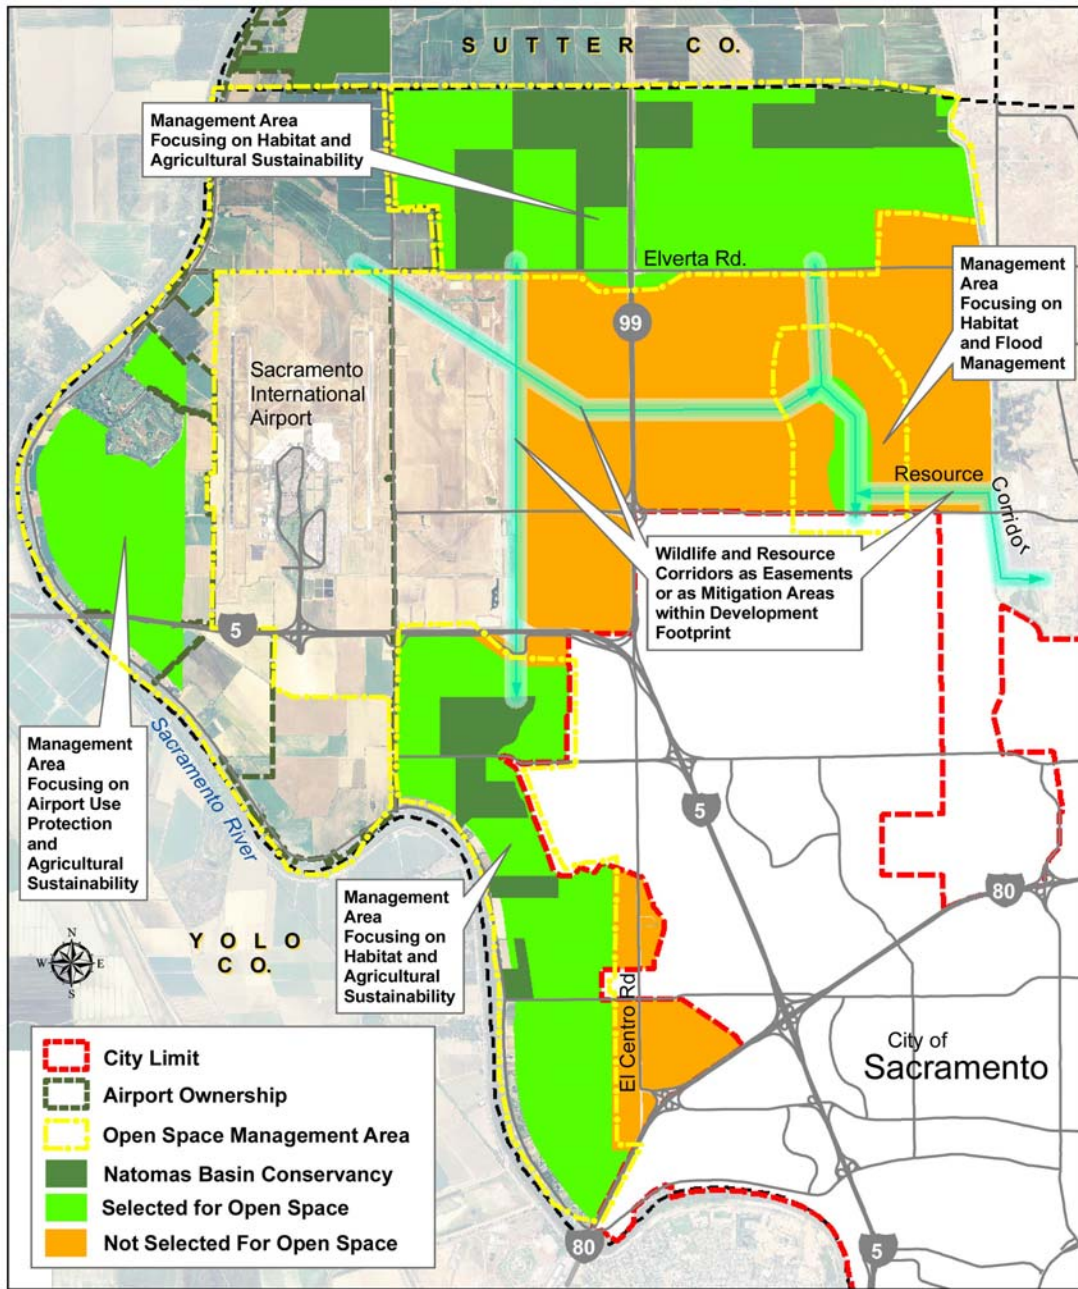 SUTTER CO.
Management Area
Focusing on Habitat and
Agricultural Sustainability
Elverta Rd.
99
Management
Area
Focusing on
Habitat
and Flood
Management
Sacramento
International
Airport
Resource Corridor
Wildlife and Resource
Corridors as Easements
or as Mitigation Areas
within Development
Footprint
5
Management
Area
Focusing on
Airport Use
Protection
and
Agricultural
Sustainability
Sacramento River
5
80
Management
Area
Focusing on
Habitat and
Agricultural
Sustainability
YOLO
CO.
N
W
E
S
El Centro Rd
City of
Sacramento
City Limit
Airport Ownership
Open Space Management Area
Natomas Basin Conservancy
Selected for Open Space
Not Selected For Open Space
80
5